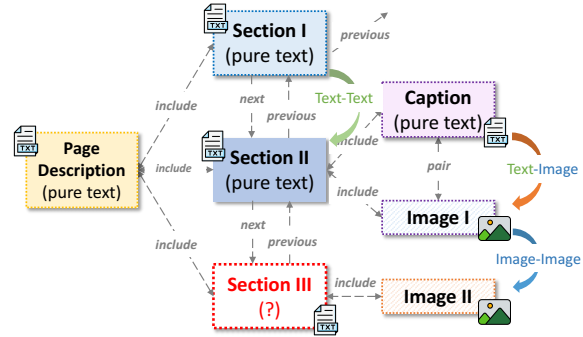 Section I
(pure text)
previous
include
next
previous
Text-Text
Caption
(pure text)
TXT
TXT
TXT
TXT
Page
Description
(pure text)
include
Section II
(pure text)
include
include
pair
Text-Image
Image I
next
previous
include
Image-Image
Section III
(?)
TXT
include
Image II